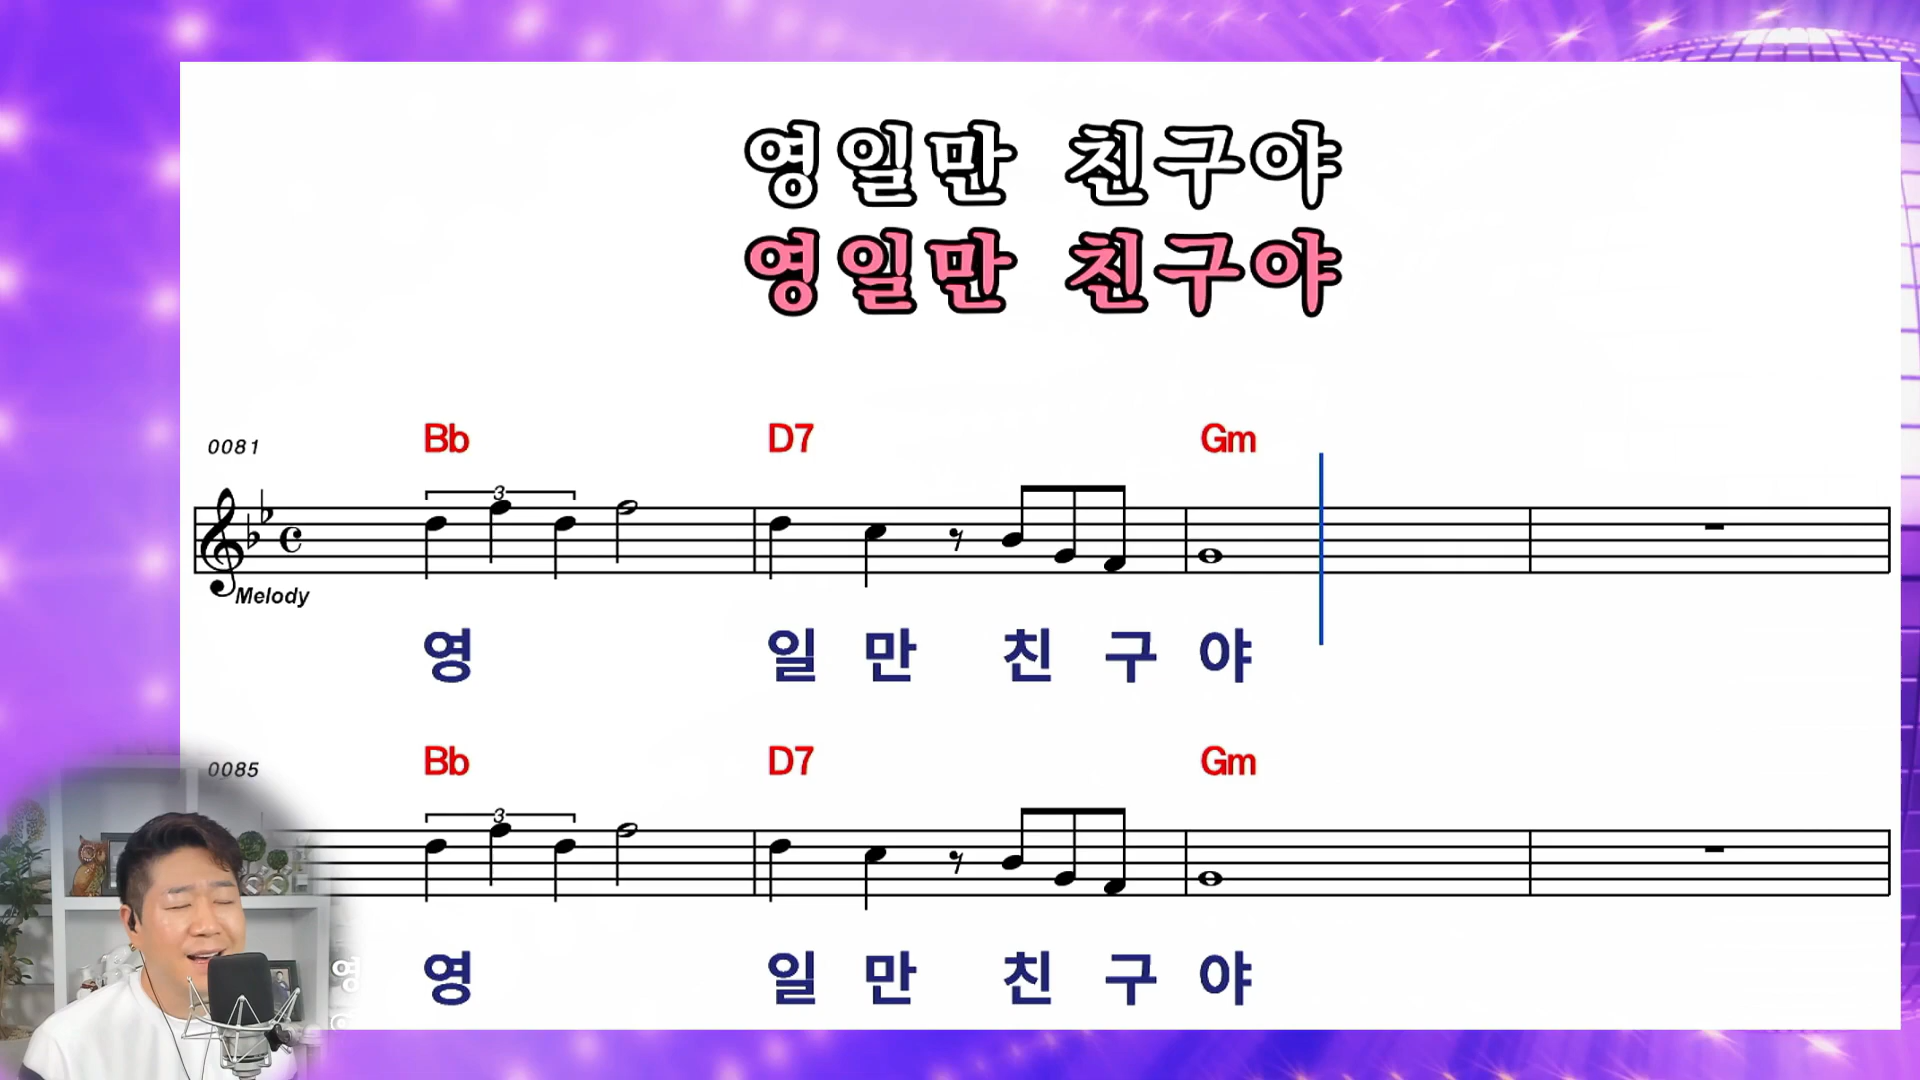 영일만 친구야
영일만 친구야
0081
Bb D7 Gm
3
Melody
영 일 만 친 구 야
0085
Bb D7 Gm
3
영 일 만 친 구 야